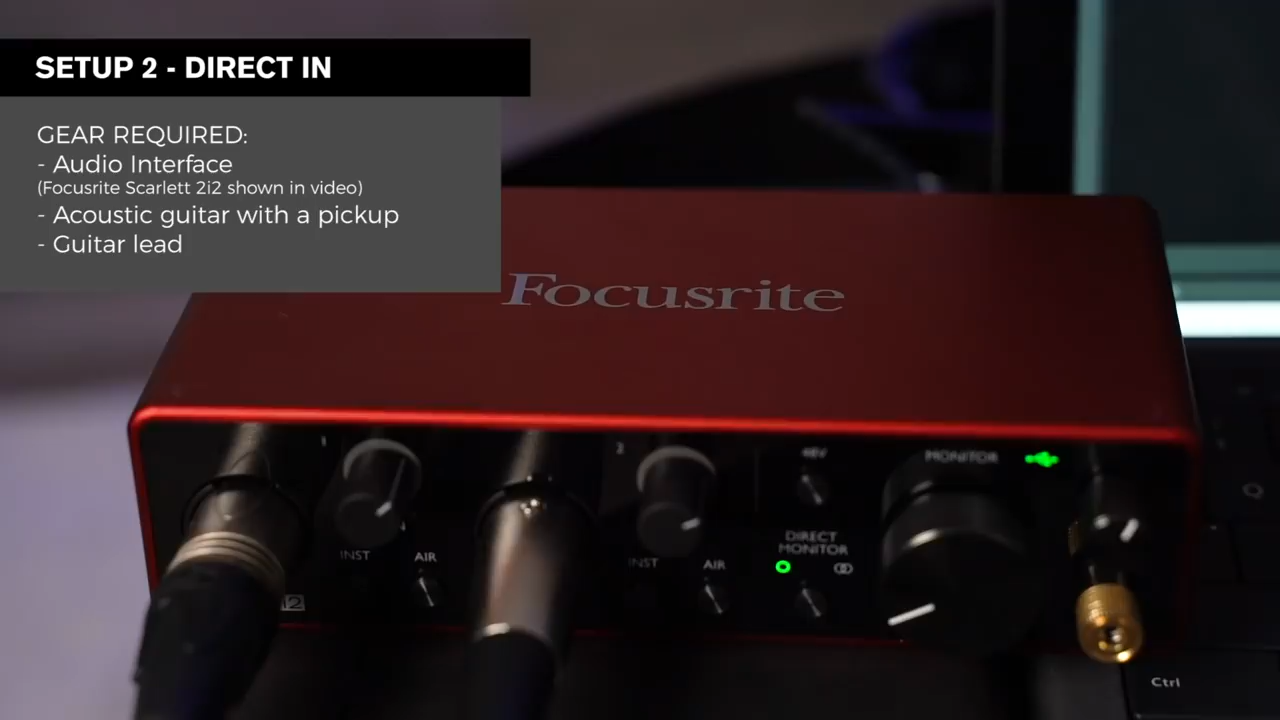 SETUP 2 - DIRECT IN
GEAR REQUIRED:
- Audio Interface
(Focusrite Scarlett 2i2 shown in video)
- Acoustic guitar with a pickup
- Guitar lead
Focusrite
1
2
48V
MONITOR
INST
AIR
INST
AIR
DIRECT
MONITOR
Ctrl